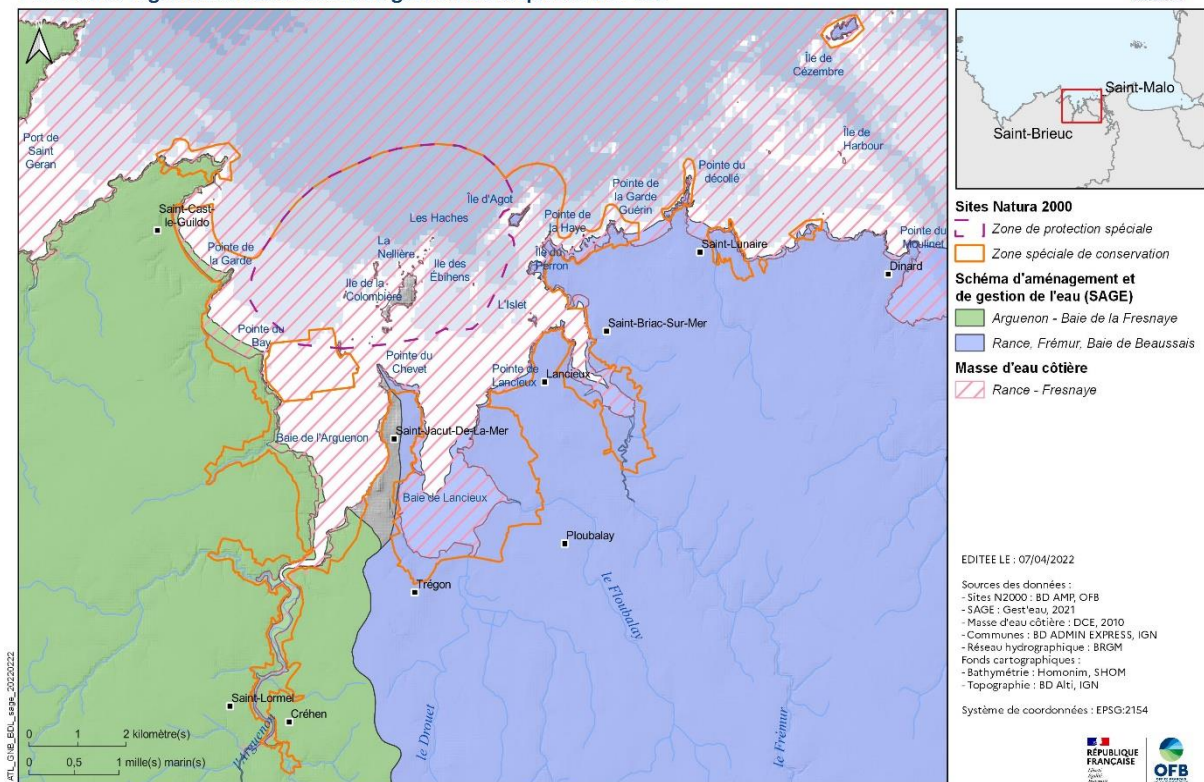 Île de
Cézembre
Port de
Saint
Géran
Île de
Harbour
Pointe du
décollé
Pointe de
la Garde
Guérin
Île d'Agot
Saint-Cast-
le-Guildo
Les Haches
Pointe de
la Haye
Pointe du
Moulinet
Pointe de
la Garde
La
Nellière
Saint-Lunaire
Île du
Perron
Ile des
Ébihens
Dinard
Ile de la
Colombière
L'Islet
Pointe du
Bay
Saint-Briac-Sur-Mer
Pointe du
Chevet
Pointe de
Lancieux
Lancieux
Baie de l'Arguenon
Saint-Jacut-De-La-Mer
Baie de Lancieux
Ploubalay
Trégon
le Floubalay
Saint-Lormel
Créhen
l'Arguenon
le Drouet
le Frémur
0 1 2 kilomètre(s)
0 0,5 1 mille(s) marin(s)
ATL_GNB_BDL_sage_20220222
Saint-Malo
Saint-Brieuc
Sites Natura 2000
Zone de protection spéciale
Zone spéciale de conservation
Schéma d'aménagement et
de gestion de l'eau (SAGE)
Arguenon - Baie de la Fresnaye
Rance, Frémur, Baie de Beaussais
Masse d'eau côtière
Rance - Fresnaye
EDITEE LE : 07/04/2022
Sources des données :
- Sites N2000 : BD AMP, OFB
- SAGE : Gest'eau, 2021
- Masse d'eau côtière : DCE, 2010
- Communes : BD ADMIN EXPRESS, IGN
- Réseau hydrographique : BRGM
Fonds cartographiques :
- Bathymétrie : Homonim, SHOM
- Topographie : BD Alti, IGN
Système de coordonnées : EPSG:2154
RÉPUBLIQUE
FRANÇAISE
OFB